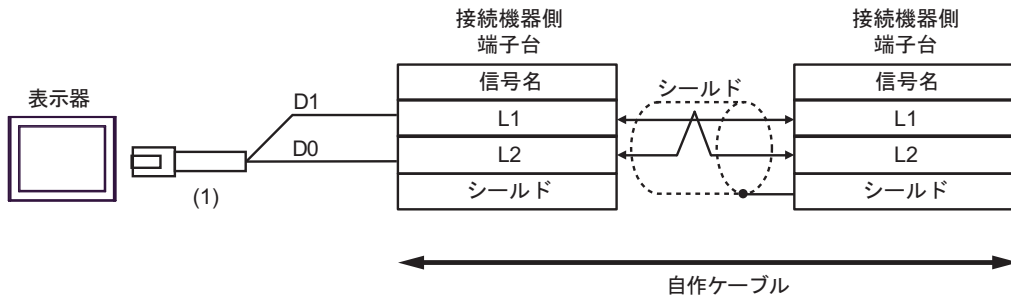 接続機器側
端子台
接続機器側
端子台
表示器
(1)
D1
D0
信号名
L1
L2
シールド
シールド
信号名
L1
L2
シールド
自作ケーブル